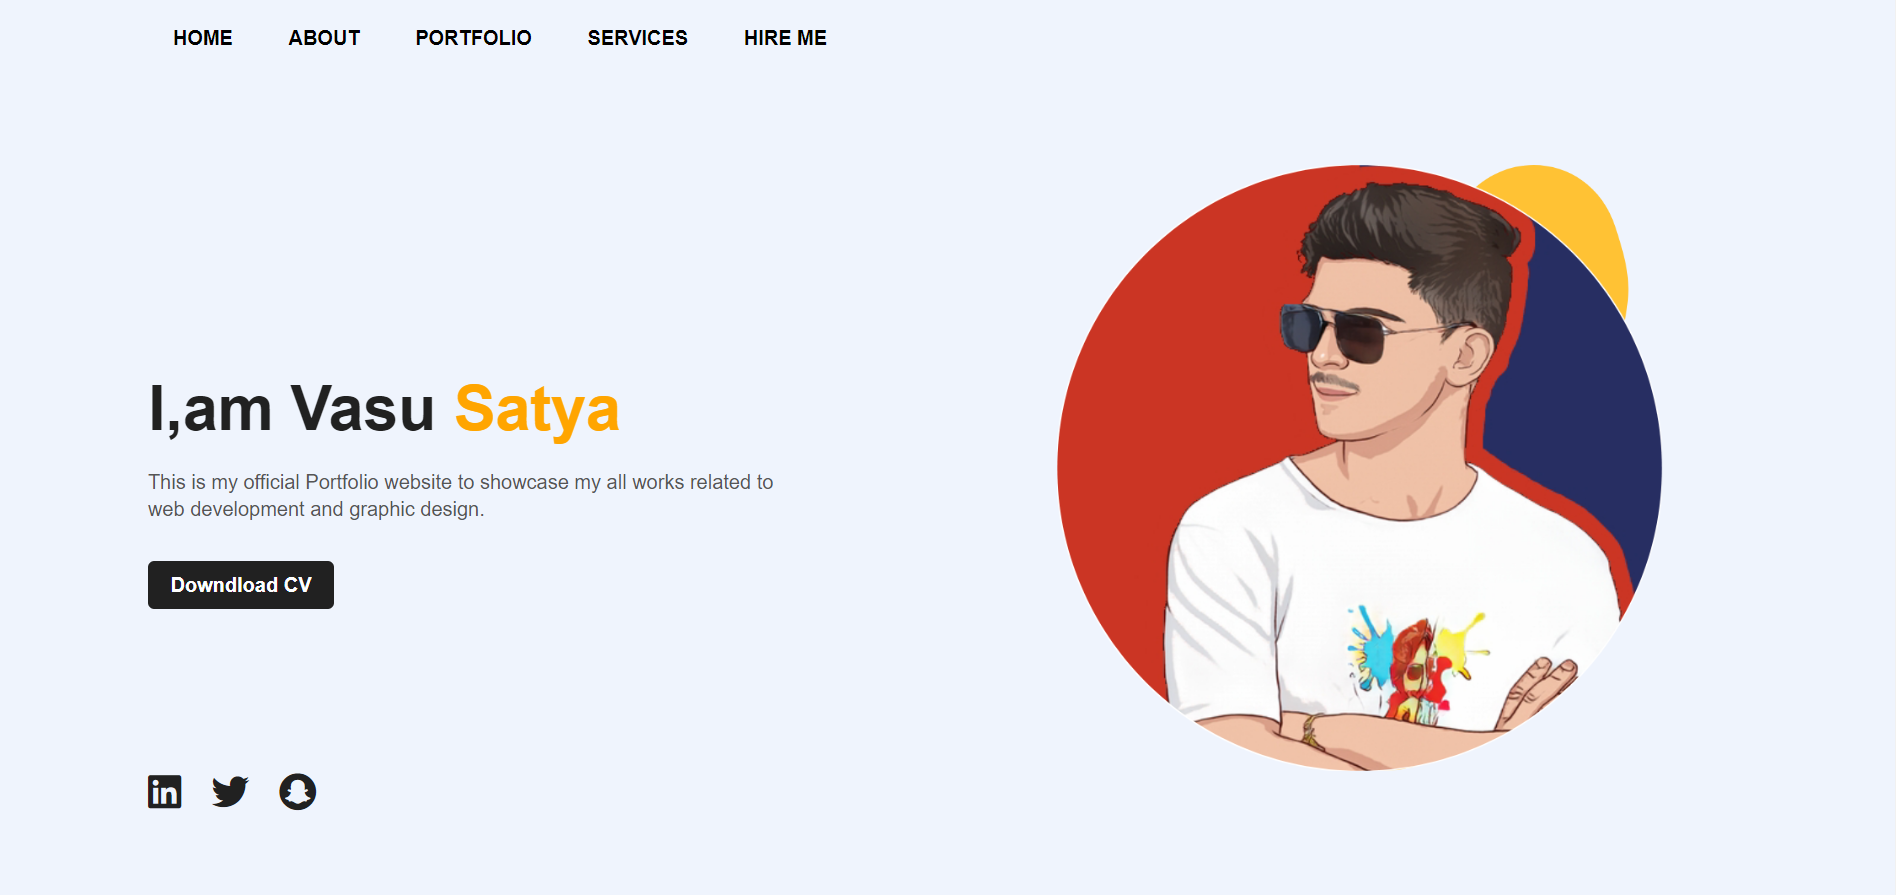 HOME ABOUT PORTFOLIO SERVICES HIRE ME
I,am Vasu Satya
This is my official Portfolio website to showcase my all works related to
web development and graphic design.
Downdload CV
in